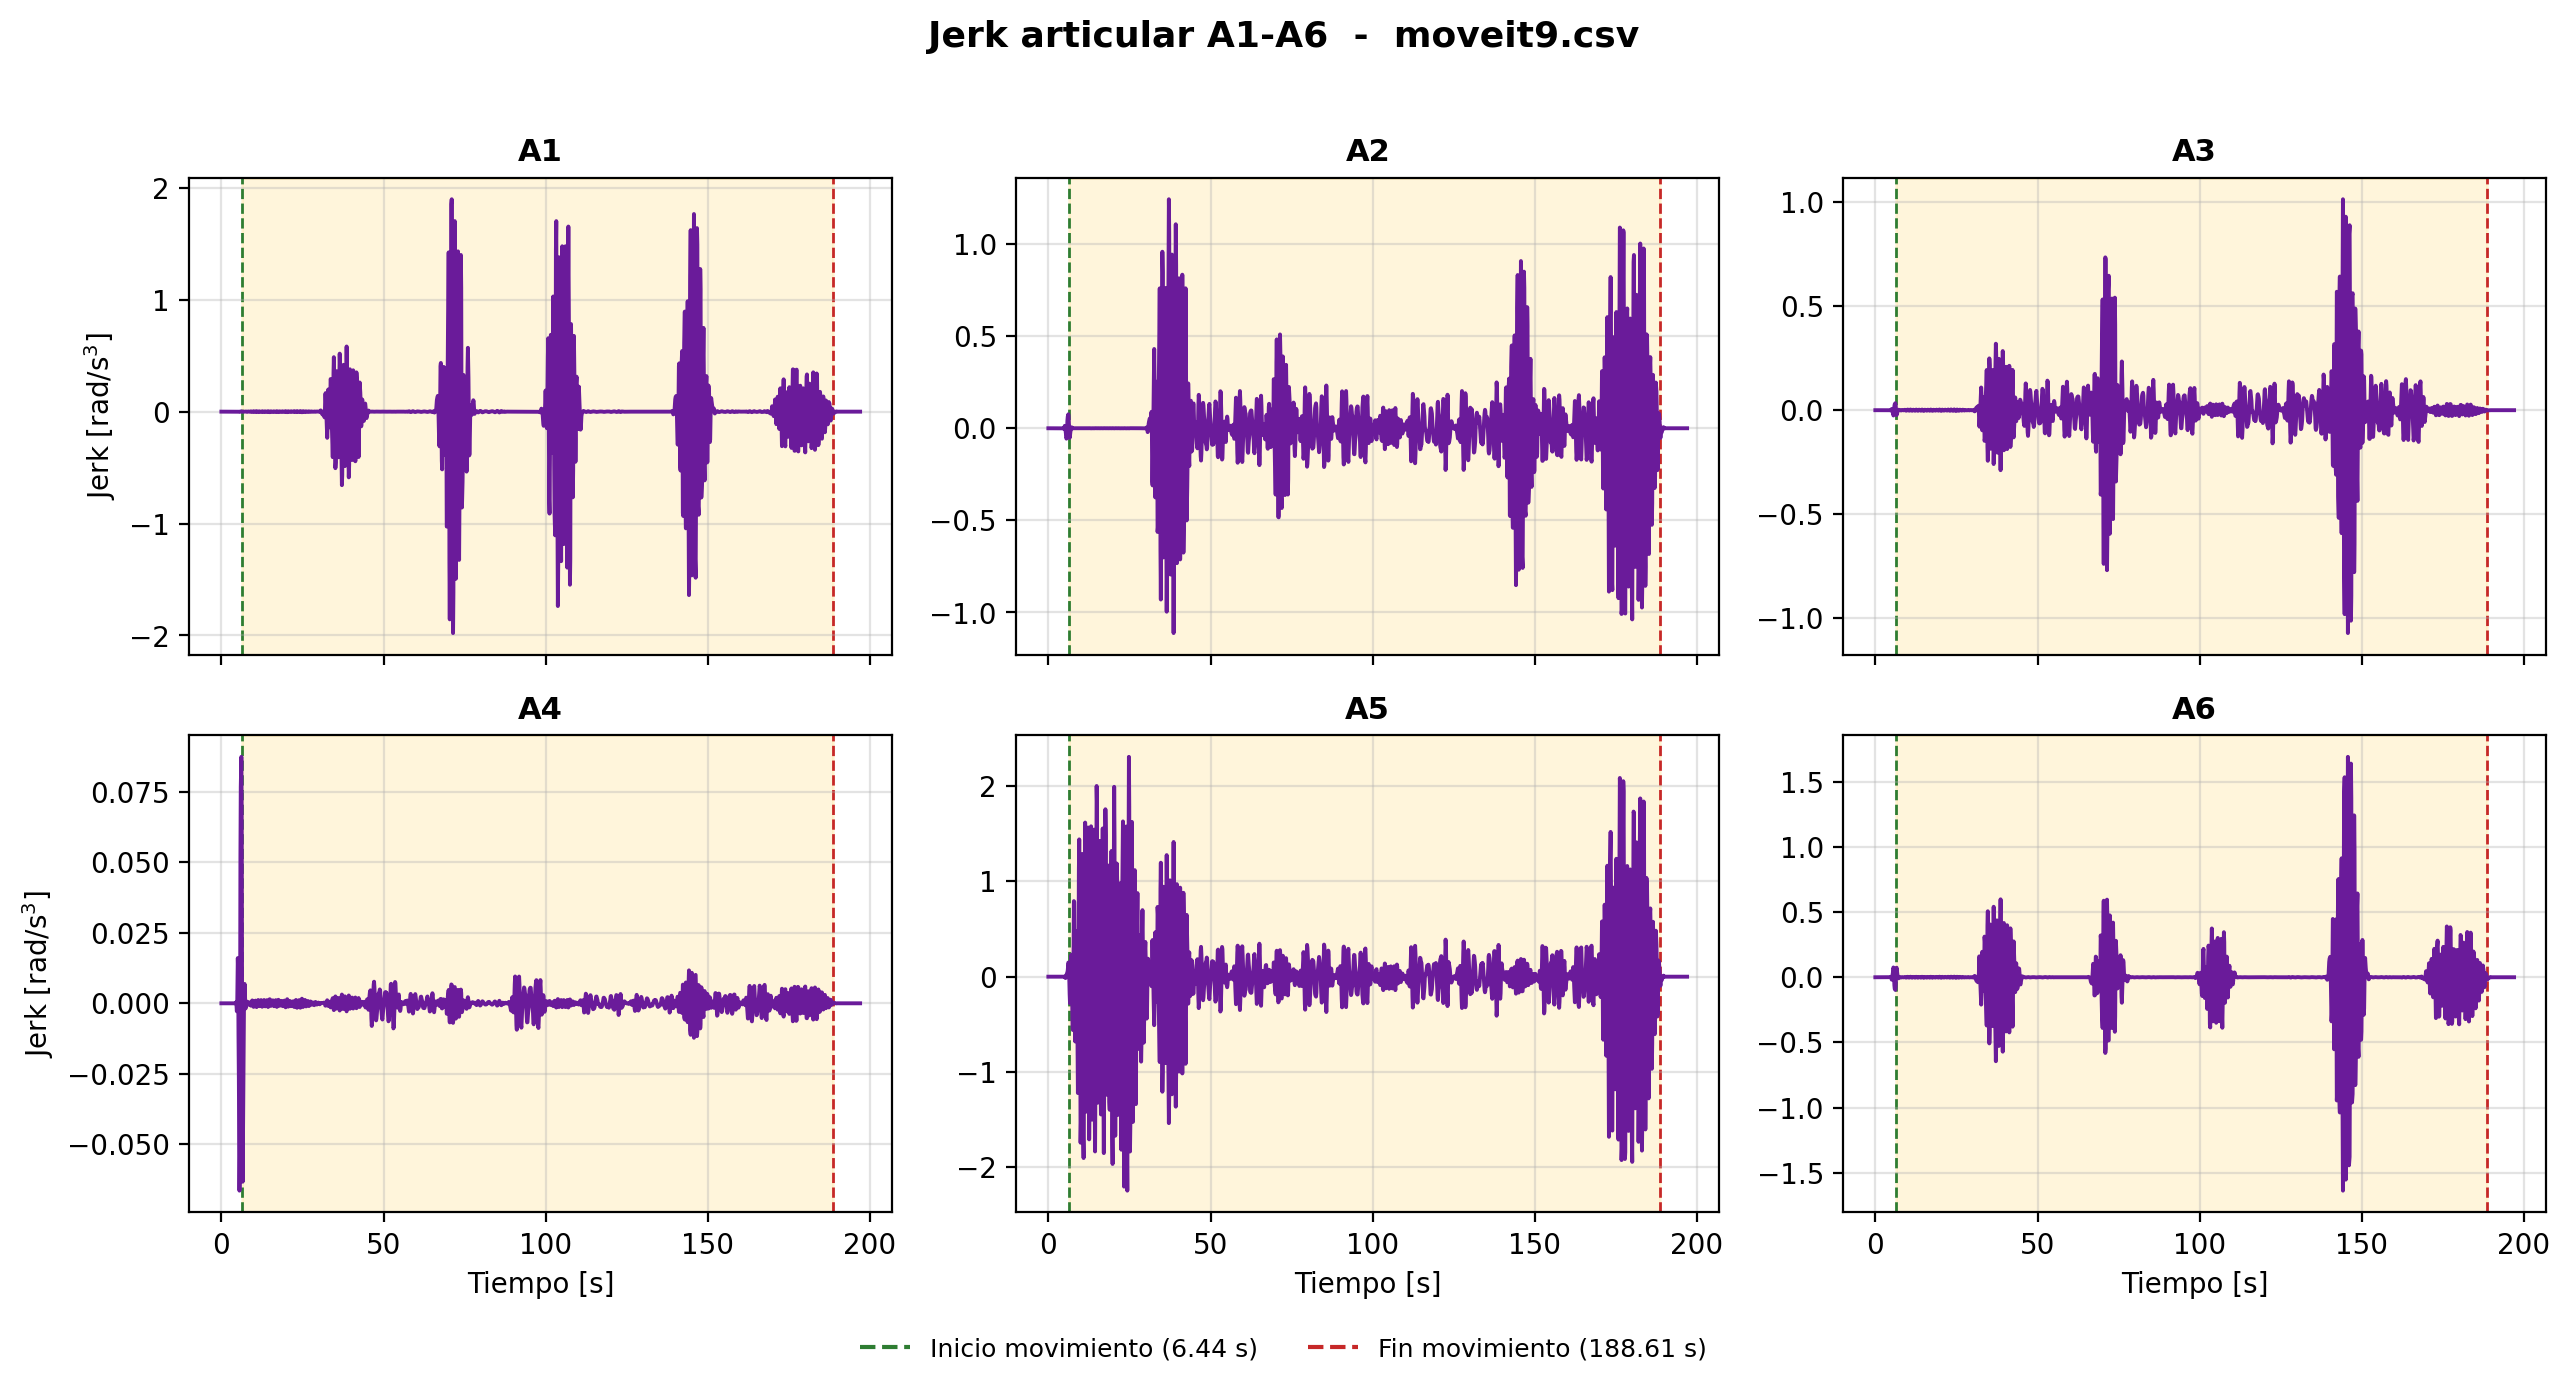 Jerk articular A1-A6 - moveit9.csv
A1
A2
A3
2
1
0
−1
−2
Jerk [rad/s³]
1.0
0.5
0.0
−0.5
−1.0
1.0
0.5
0.0
−0.5
−1.0
A4
A5
A6
0.075
0.050
0.025
0.000
−0.025
−0.050
Jerk [rad/s³]
0 50 100 150 200
Tiempo [s]
2
1
0
−1
−2
0 50 100 150 200
Tiempo [s]
1.5
1.0
0.5
0.0
−0.5
−1.0
−1.5
0 50 100 150 200
Tiempo [s]
Inicio movimiento (6.44 s)
Fin movimiento (188.61 s)